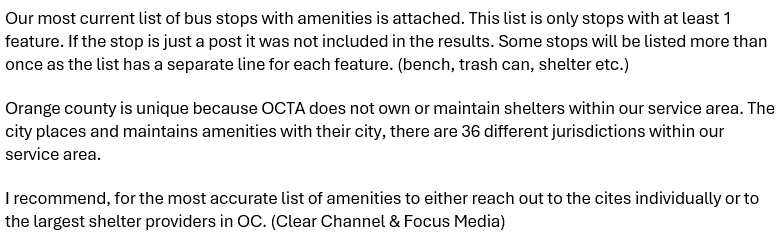 Our most current list of bus stops with amenities is attached. This list is only stops with at least 1
feature. If the stop is just a post it was not included in the results. Some stops will be listed more than
once as the list has a separate line for each feature. (bench, trash can, shelter etc.)
Orange county is unique because OCTA does not own or maintain shelters within our service area. The
city places and maintains amenities with their city, there are 36 different jurisdictions within our
service area.
I recommend, for the most accurate list of amenities to either reach out to the cites individually or to
the largest shelter providers in OC. (Clear Channel & Focus Media)